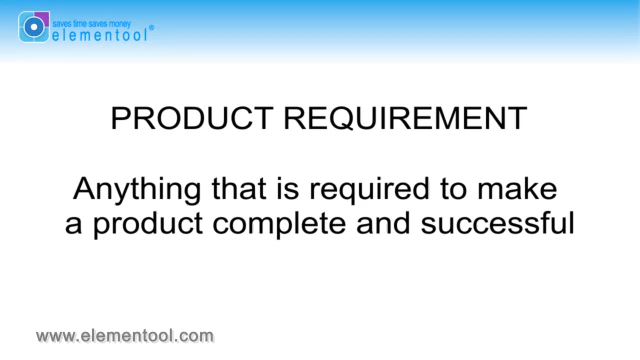 saves time saves money
elementool®
PRODUCT REQUIREMENT
Anything that is required to make
a product complete and successful
www.elementool.com